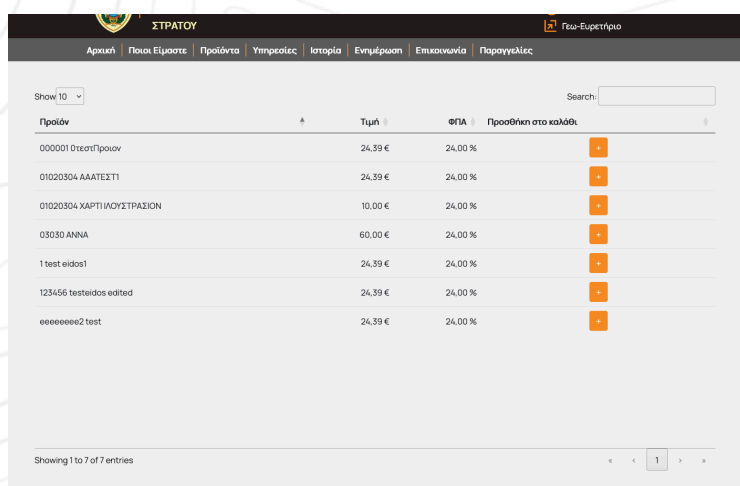 ΣΤΡΑΤΟΥ
Γεω-Ευρετήριο
Αρχική Ποιοι Είμαστε Προϊόντα Υπηρεσίες Ιστορία Ενημέρωση Επικοινωνία Παραγγελίες
Show 10 Search:
Προϊόν Τιμή ΦΠΑ Προσθήκη στο καλάθι
000001 0τεστΠροιον 24,39 € 24,00 % +
01020304 ΑΑΑΤΕΣΤ1 24,39 € 24,00 % +
01020304 ΧΑΡΤΙ ΙΛΟΥΣΤΡΑΣΙΟΝ 10,00 € 24,00 % +
03030 ΑΝΝΑ 60,00 € 24,00 % +
1 test eidos1 24,39 € 24,00 % +
123456 testeidos edited 24,39 € 24,00 % +
eeeeeeee2 test 24,39 € 24,00 % +
Showing 1 to 7 of 7 entries « ‹ 1 › »